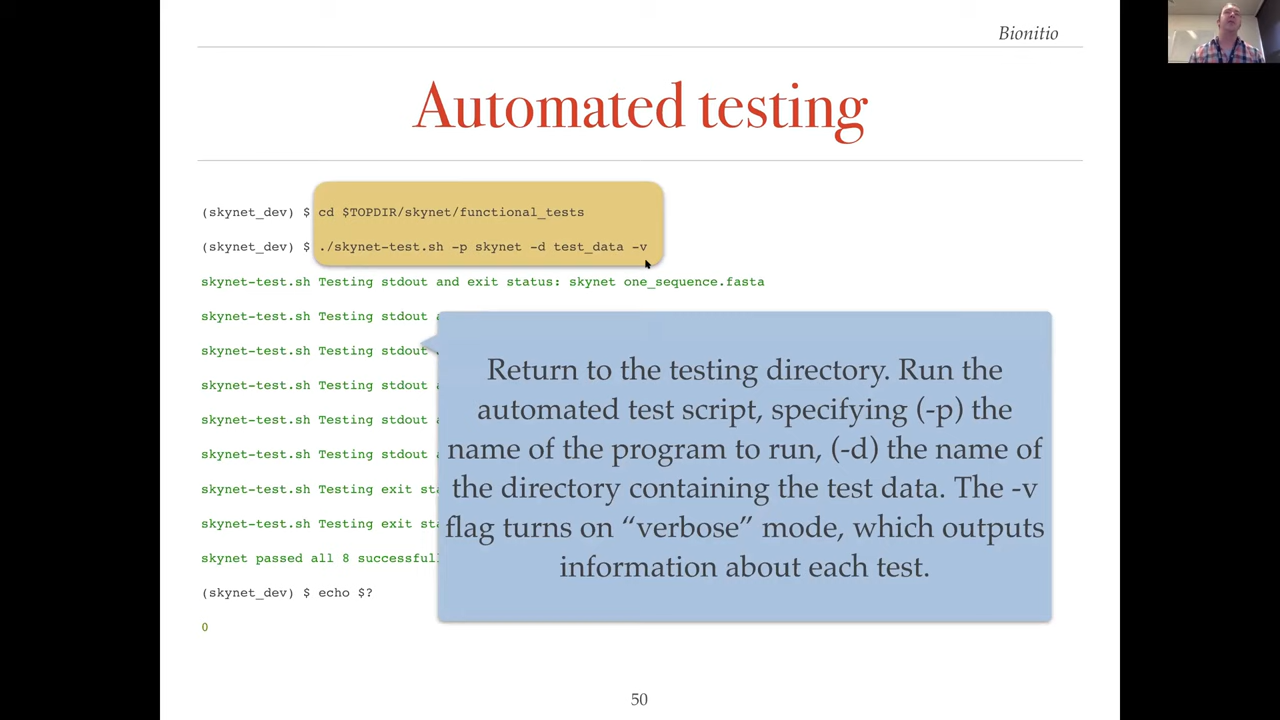 Bionitio
Automated testing
(skynet_dev) $ cd $TOPDIR/skynet/functional_tests
(skynet_dev) $ ./skynet-test.sh -p skynet -d test_data -v
skynet-test.sh Testing stdout and exit status: skynet one_sequence.fasta
skynet-test.sh Testing stdout
skynet-test.sh Testing stdout
skynet-test.sh Testing stdout
skynet-test.sh Testing stdout
skynet-test.sh Testing stdout
skynet-test.sh Testing exit
skynet-test.sh Testing exit
skynet passed all 8
(skynet_dev) $ echo $?
0
Return to the testing directory. Run the
automated test script, specifying (-p) the
name of the program to run, (-d) the name of
the directory containing the test data. The -v
flag turns on “verbose” mode, which outputs
information about each test.
50